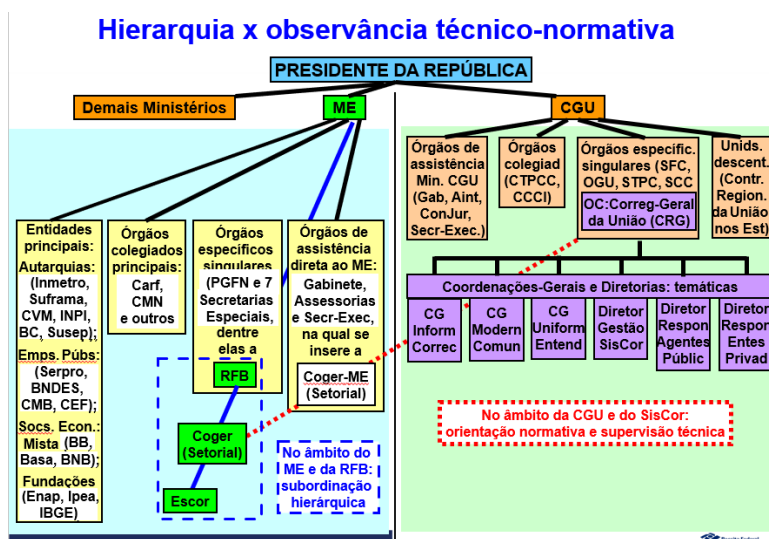 Hierarquia x observância técnico-normativa
PRESIDENTE DA REPÚBLICA
Demais Ministérios
ME
CGU
Órgãos de
assistência
Min. CGU
(Gab, Aint,
ConJur,
Secr-Exec.)
Órgãos
colegiad
(CTPCC,
CCCI)
Órgãos específic.
singulares (SFC,
OGU, STPC, SCC
OC:Correg-Geral
da União (CRG)
Unids.
descent.
(Contr.
Region.
da União
nos Est)
Entidades
principais:
Autarquias:
(Inmetro,
Suframa,
CVM, INPI,
BC, Susep);
Emps. Púbs:
(Serpro,
BNDES,
CMB, CEF);
Socs. Econ.:
Mista (BB,
Basa, BNB);
Fundações
(Enap, Ipea,
IBGE)
Órgãos
colegiados
principais:
Carf,
CMN
e outros
Órgãos
específicos
singulares
(PGFN e 7
Secretarias
Especiais,
dentre
elas a
RFB
Coger
(Setorial)
Escor
Órgãos de
assistência
direta ao ME:
Gabinete,
Assessorias
e Secr-Exec,
na qual se
insere a
Coger-ME
(Setorial)
No âmbito do
ME e da RFB:
subordinação
hierárquica
Coordenações-Gerais e Diretorias: temáticas
CG
Inform
Correc
CG
Modern
Comun
CG
Uniform
Entend
Diretor
Gestão
SisCor
Diretor
Respon
Agentes
Públic
Diretor
Respon
Entes
Privad
No âmbito da CGU e do SisCor:
orientação normativa e supervisão técnica